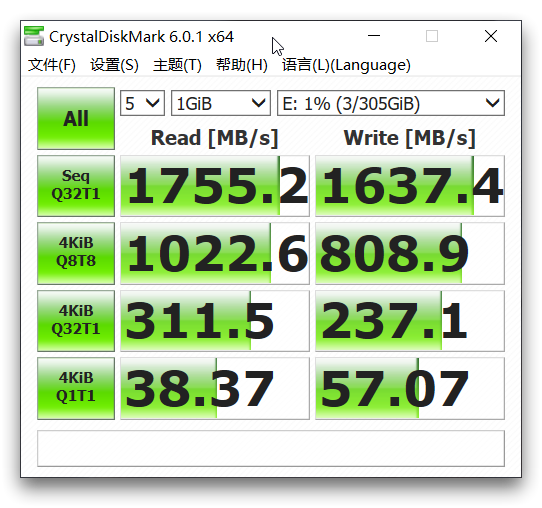 CrystalDiskMark 6.0.1 x64
文件(F) 设置(S) 主题(T) 帮助(H) 语言(L)(Language)
All 5 1GiB E: 1% (3/305GiB)
Read [MB/s] Write [MB/s]
Seq Q32T1 1755.2 1637.4
4KiB Q8T8 1022.6 808.9
4KiB Q32T1 311.5 237.1
4KiB Q1T1 38.37 57.07